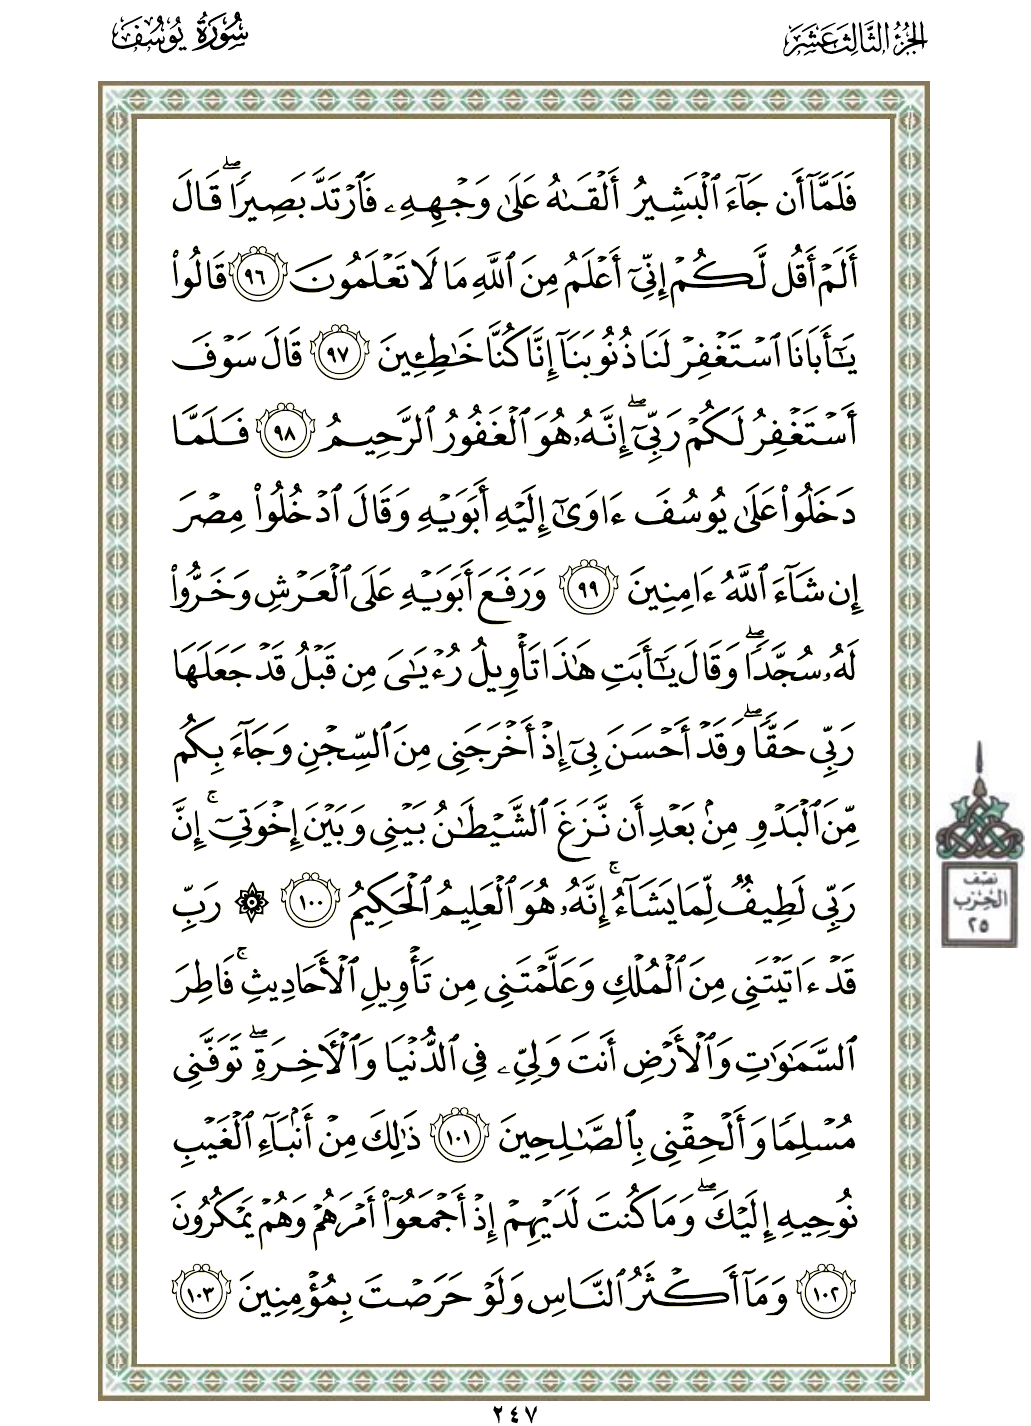 الجزء الثالث عشر
سورة يوسف
فَلَمَّآ أَن جَآءَ ٱلْبَشِيرُ أَلْقَىٰهُ عَلَىٰ وَجْهِهِۦ فَٱرْتَدَّ بَصِيرًا ۖ قَالَ
أَلَمْ أَقُل لَّكُمْ إِنِّىٓ أَعْلَمُ مِنَ ٱللَّهِ مَا لَا تَعْلَمُونَ ٩٦ قَالُوا۟
يَـٰٓأَبَانَا ٱسْتَغْفِرْ لَنَا ذُنُوبَنَآ إِنَّا كُنَّا خَـٰطِـِٔينَ ٩٧ قَالَ سَوْفَ
أَسْتَغْفِرُ لَكُمْ رَبِّىٓ ۖ إِنَّهُۥ هُوَ ٱلْغَفُورُ ٱلرَّحِيمُ ٩٨ فَلَمَّا
دَخَلُوا۟ عَلَىٰ يُوسُفَ ءَاوَىٰٓ إِلَيْهِ أَبَوَيْهِ وَقَالَ ٱدْخُلُوا۟ مِصْرَ
إِن شَآءَ ٱللَّهُ ءَامِنِينَ ٩٩ وَرَفَعَ أَبَوَيْهِ عَلَى ٱلْعَرْشِ وَخَرُّوا۟
لَهُۥ سُجَّدًا ۖ وَقَالَ يَـٰٓأَبَتِ هَـٰذَا تَأْوِيلُ رُءْيَـٰىَ مِن قَبْلُ قَدْ جَعَلَهَا
رَبِّى حَقًّا ۖ وَقَدْ أَحْسَنَ بِىٓ إِذْ أَخْرَجَنِى مِنَ ٱلسِّجْنِ وَجَآءَ بِكُم
مِّنَ ٱلْبَدْوِ مِنۢ بَعْدِ أَن نَّزَغَ ٱلشَّيْطَـٰنُ بَيْنِى وَبَيْنَ إِخْوَتِىٓ ۚ إِنَّ
رَبِّى لَطِيفٌ لِّمَا يَشَآءُ ۚ إِنَّهُۥ هُوَ ٱلْعَلِيمُ ٱلْحَكِيمُ ١٠٠ ۞ رَبِّ
قَدْ ءَاتَيْتَنِى مِنَ ٱلْمُلْكِ وَعَلَّمْتَنِى مِن تَأْوِيلِ ٱلْأَحَادِيثِ ۚ فَاطِرَ
ٱلسَّمَـٰوَٰتِ وَٱلْأَرْضِ أَنتَ وَلِىِّۦ فِى ٱلدُّنْيَا وَٱلْـَٔاخِرَةِ ۖ تَوَفَّنِى
مُسْلِمًا وَأَلْحِقْنِى بِٱلصَّـٰلِحِينَ ١٠١ ذَٰلِكَ مِنْ أَنۢبَآءِ ٱلْغَيْبِ
نُوحِيهِ إِلَيْكَ ۖ وَمَا كُنتَ لَدَيْهِمْ إِذْ أَجْمَعُوٓا۟ أَمْرَهُمْ وَهُمْ يَمْكُرُونَ
١٠٢ وَمَآ أَكْثَرُ ٱلنَّاسِ وَلَوْ حَرَصْتَ بِمُؤْمِنِينَ ١٠٣
نصف
الحزب
٢٥
٢٤٧